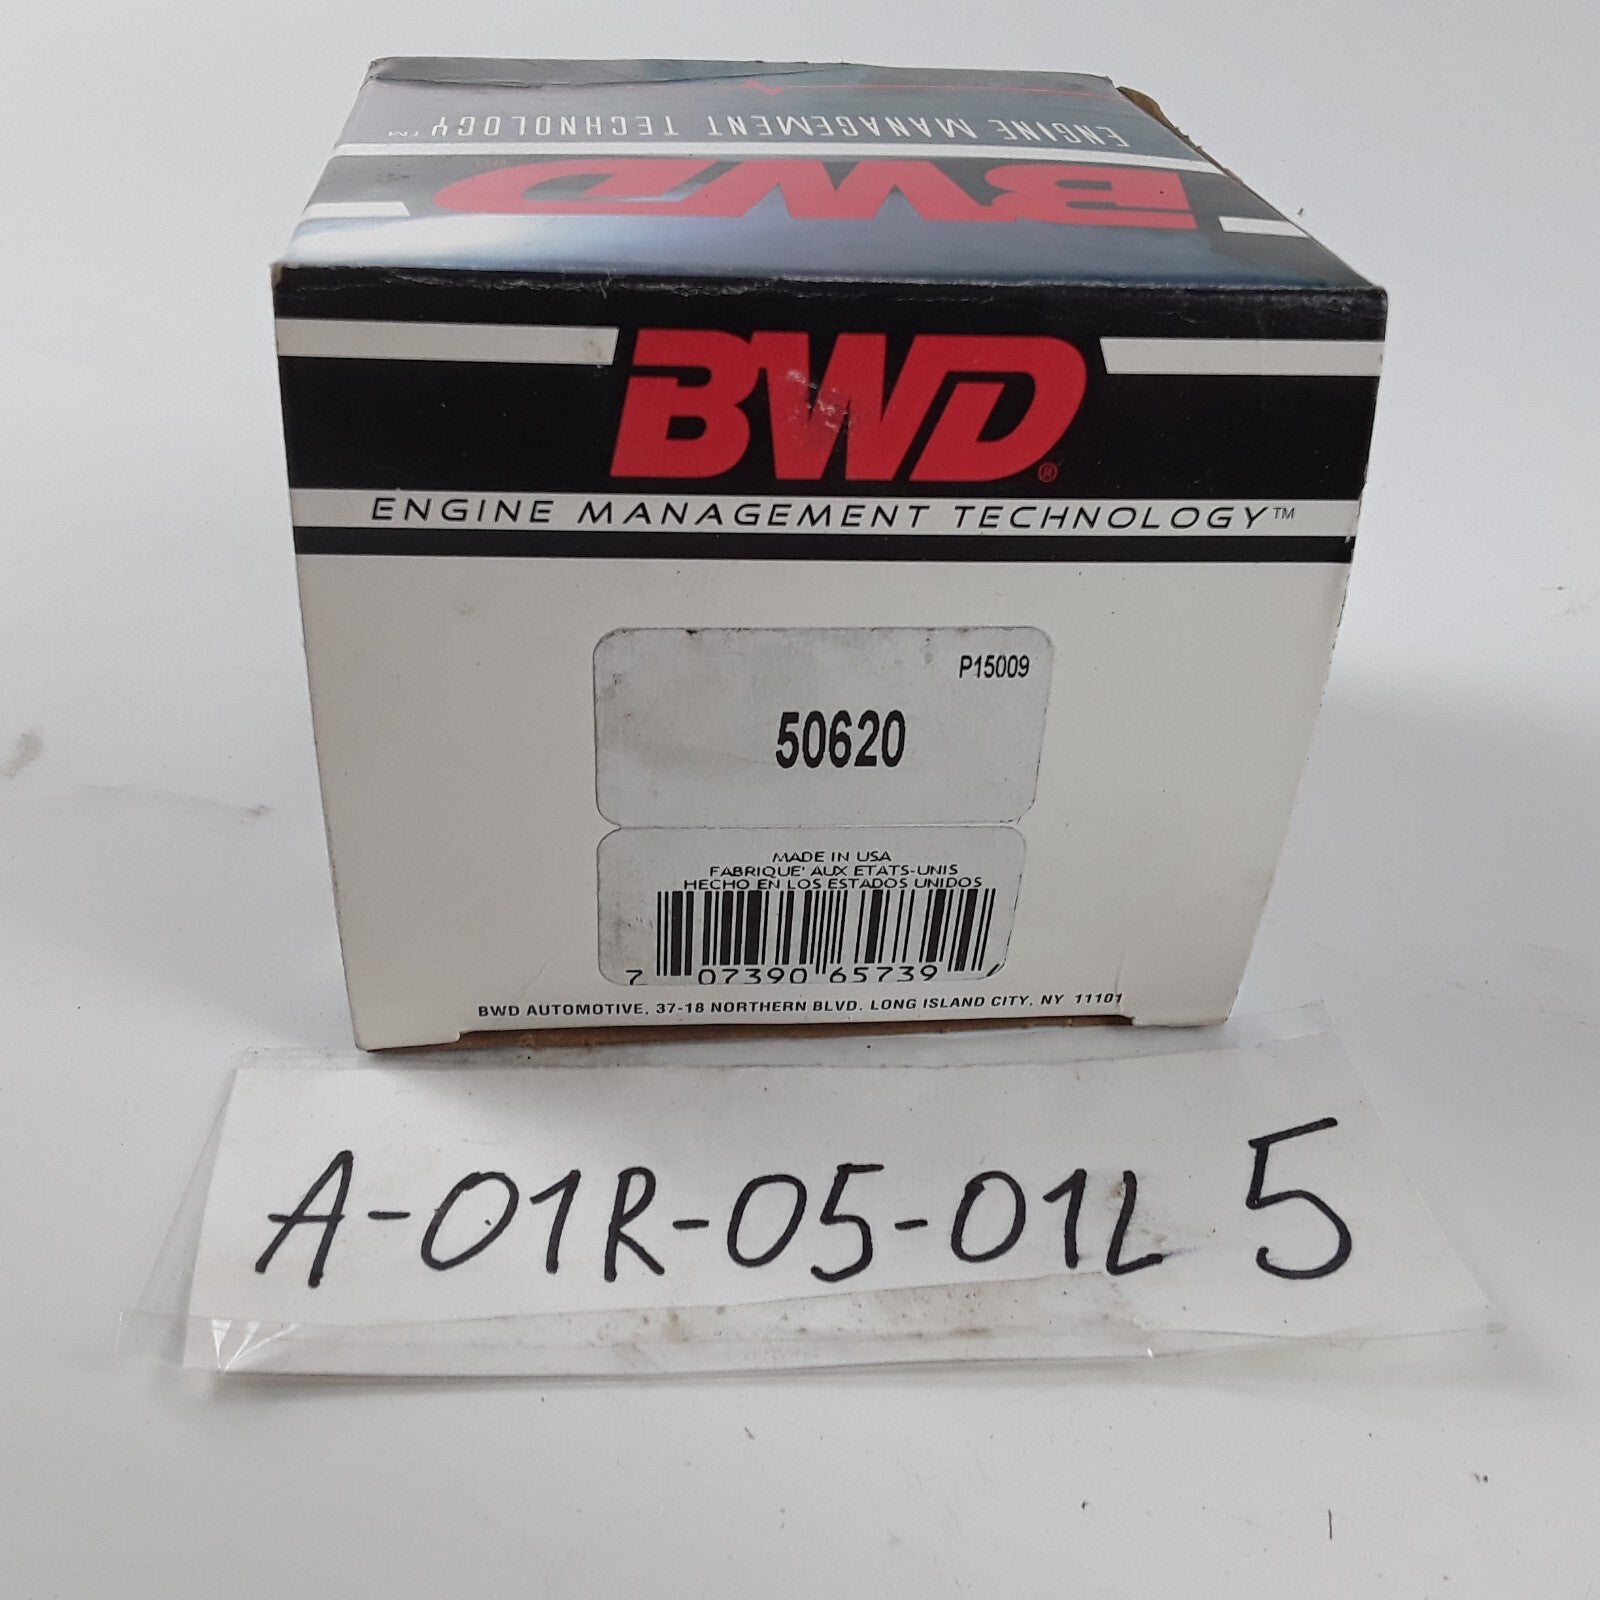 ENGINE MANAGEMENT TECHNOLOGY™
BWD
BWD®
ENGINE MANAGEMENT TECHNOLOGY™
P15009
50620
MADE IN USA
FABRIQUE' AUX ETATS-UNIS
HECHO EN LOS ESTADOS UNIDOS
7 07390 65739
BWD AUTOMOTIVE, 37-18 NORTHERN BLVD. LONG ISLAND CITY, NY 11101
A-01R-05-01L 5